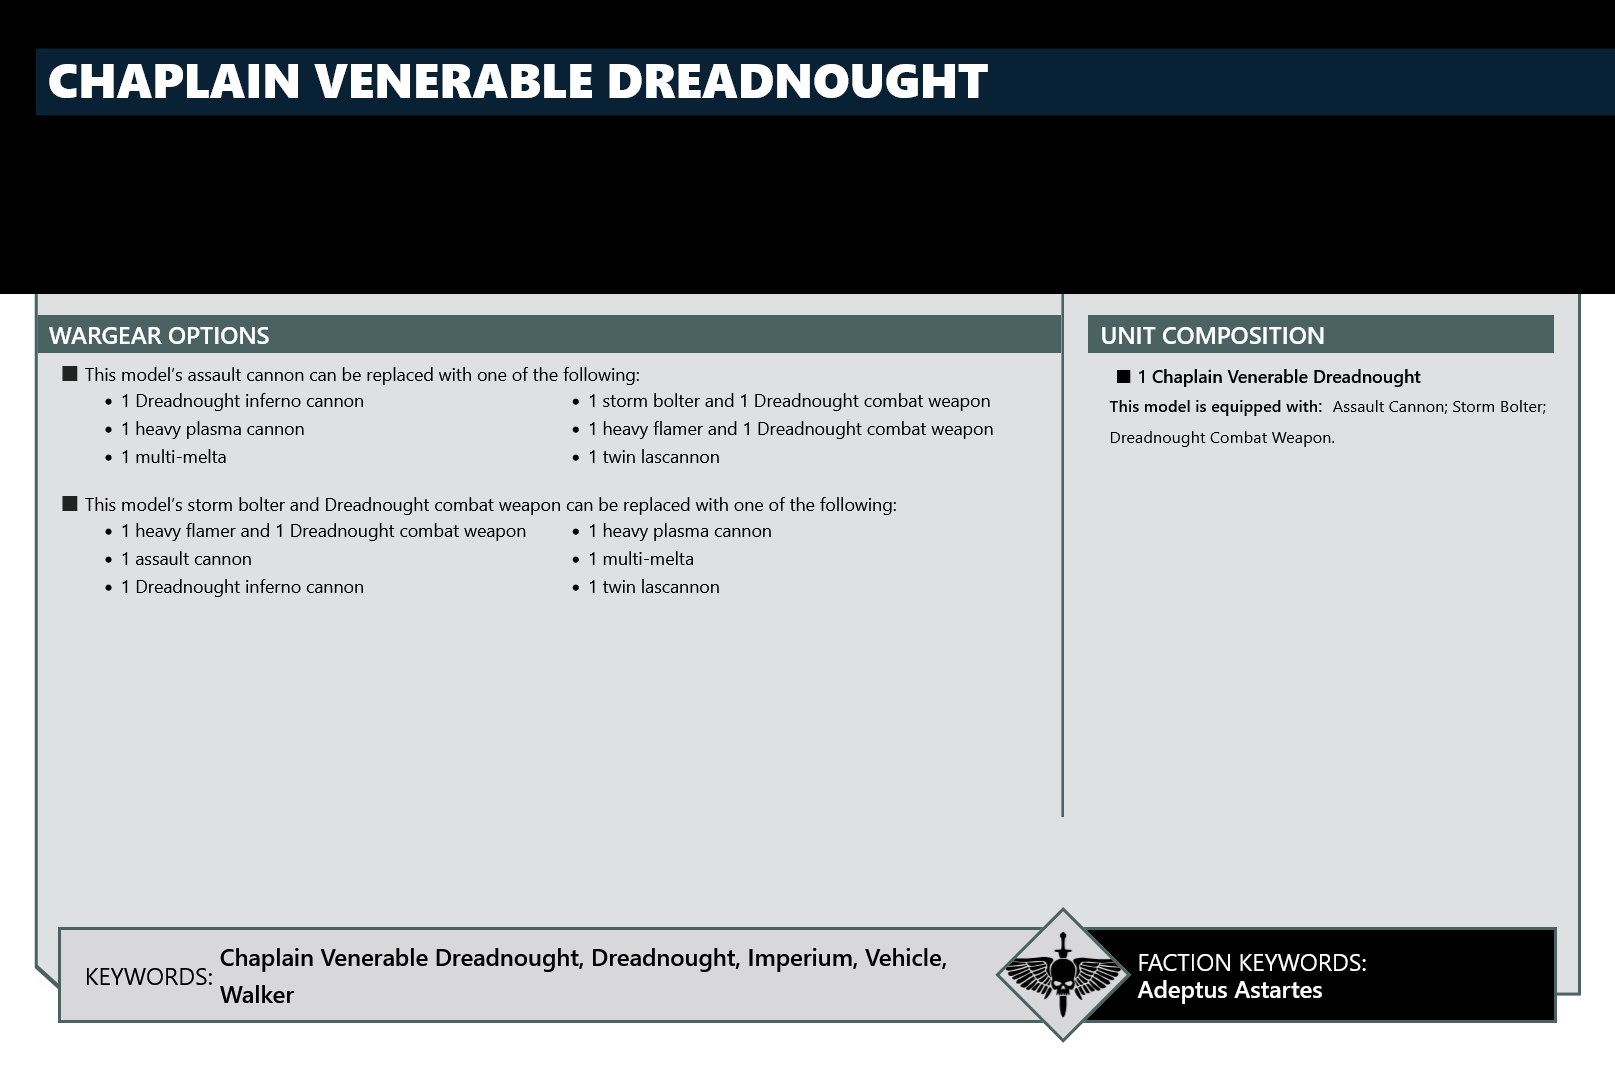 CHAPLAIN VENERABLE DREADNOUGHT
WARGEAR OPTIONS
■ This model's assault cannon can be replaced with one of the following:
• 1 Dreadnought inferno cannon
• 1 heavy plasma cannon
• 1 multi-melta
• 1 storm bolter and 1 Dreadnought combat weapon
• 1 heavy flamer and 1 Dreadnought combat weapon
• 1 twin lascannon
■ This model's storm bolter and Dreadnought combat weapon can be replaced with one of the following:
• 1 heavy flamer and 1 Dreadnought combat weapon
• 1 assault cannon
• 1 Dreadnought inferno cannon
• 1 heavy plasma cannon
• 1 multi-melta
• 1 twin lascannon
UNIT COMPOSITION
■ 1 Chaplain Venerable Dreadnought
This model is equipped with: Assault Cannon; Storm Bolter;
Dreadnought Combat Weapon.
KEYWORDS: Chaplain Venerable Dreadnought, Dreadnought, Imperium, Vehicle,
Walker
FACTION KEYWORDS:
Adeptus Astartes